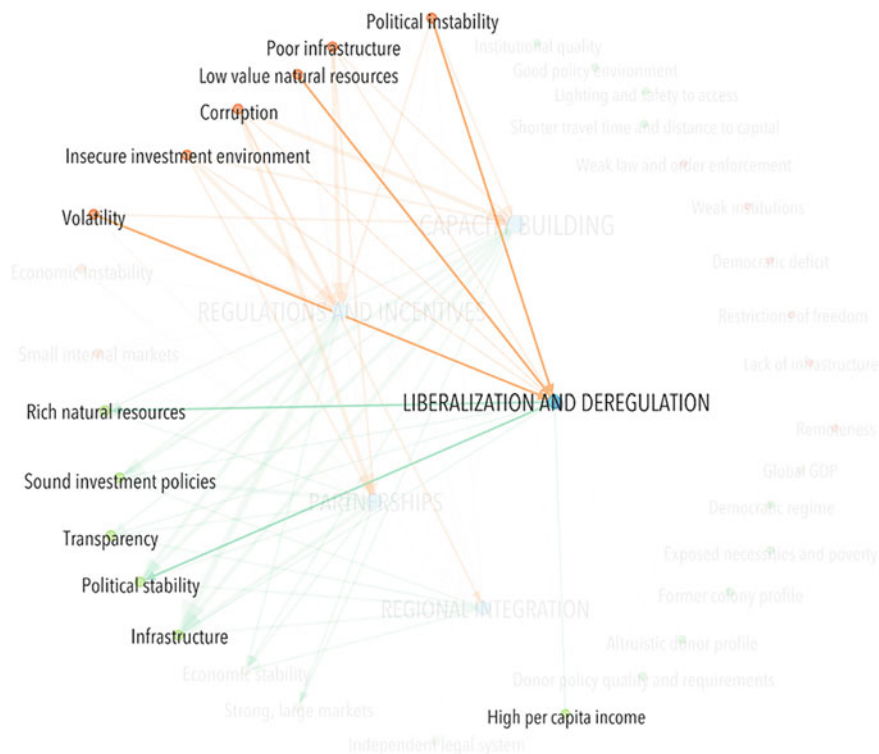 Political instability
Poor infrastructure
Institutional quality
Low value natural resources
Good policy environment
Lighting and safety to access
Corruption
Shorter travel time and distance to capital
Insecure investment environment
Weak law and order enforcement
Volatility
Weak institutions
CAPACITY BUILDING
Economic instability
Democratic deficit
REGULATIONS AND INCENTIVES
Restrictions of freedom
Small internal markets
Lack of infrastructure
Rich natural resources
LIBERALIZATION AND DEREGULATION
Remoteness
Global GDP
Sound investment policies
PARTNERSHIPS
Democratic regime
Transparency
Exposed necessities and poverty
Political stability
Former colony profile
REGIONAL INTEGRATION
Infrastructure
Altruistic donor profile
Economic stability
Donor policy quality and requirements
Strong, large markets
High per capita income
Independent legal system